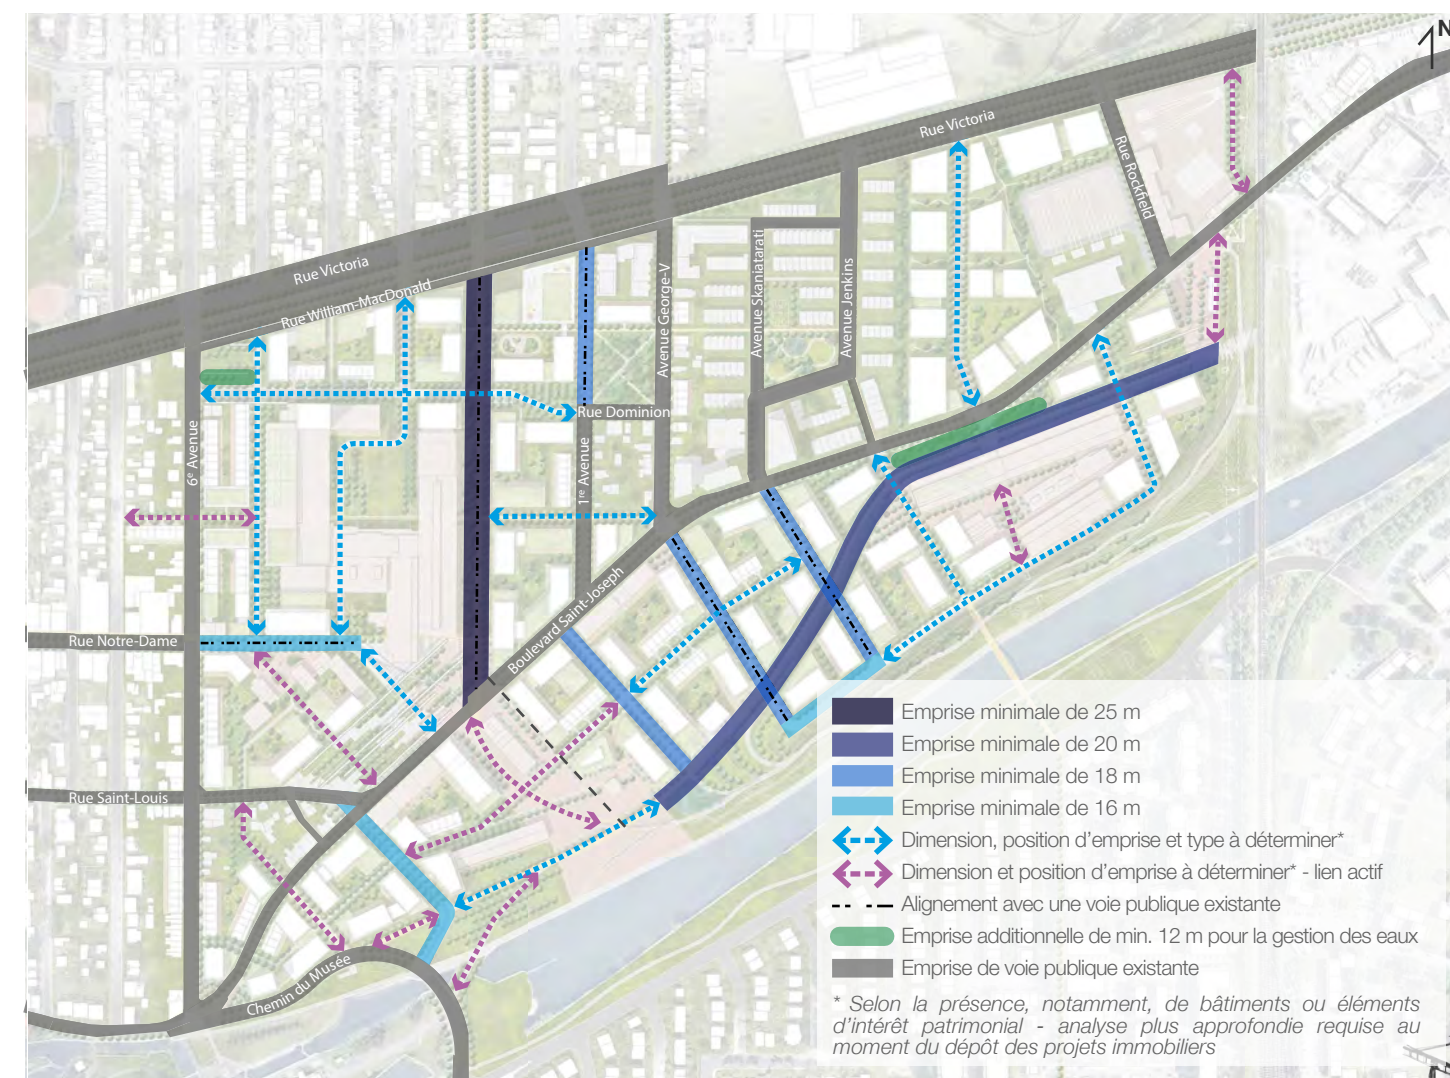 N
Rue Victoria
Rue Rockfield
Rue Victoria
Rue William-MacDonald
Avenue George-V
Avenue Skaniatarati
Avenue Jenkins
Rue Dominion
6e Avenue
1re Avenue
Boulevard Saint-Joseph
Rue Notre-Dame
Rue Saint-Louis
Chemin du Musée
Emprise minimale de 25 m
Emprise minimale de 20 m
Emprise minimale de 18 m
Emprise minimale de 16 m
Dimension, position d'emprise et type à déterminer*
Dimension et position d'emprise à déterminer* - lien actif
Alignement avec une voie publique existante
Emprise additionnelle de min. 12 m pour la gestion des eaux
Emprise de voie publique existante
* Selon la présence, notamment, de bâtiments ou éléments
d'intérêt patrimonial - analyse plus approfondie requise au
moment du dépôt des projets immobiliers